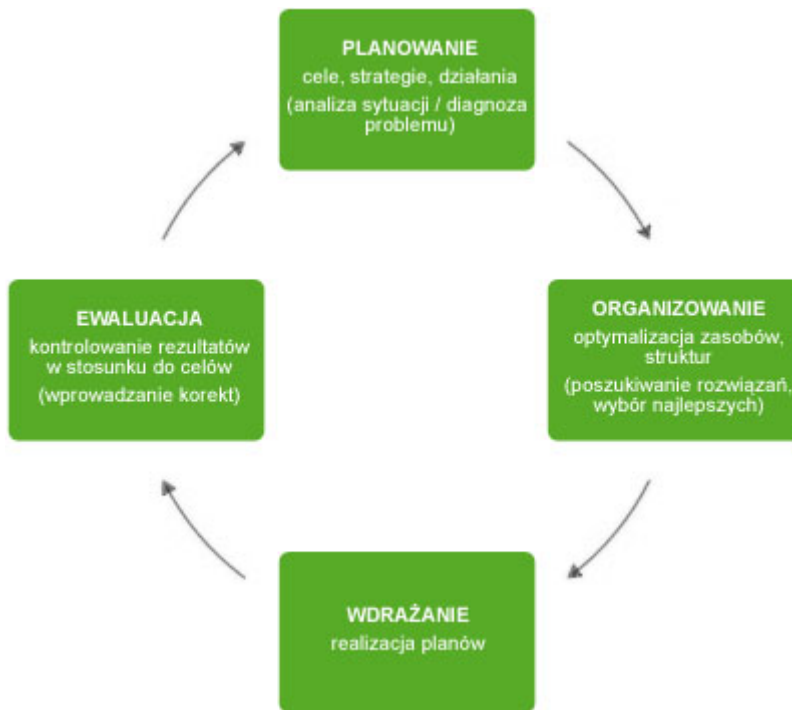 PLANOWANIE
cele, strategie, działania
(analiza sytuacji / diagnoza
problemu)
ORGANIZOWANIE
optymalizacja zasobów,
struktur
(poszukiwanie rozwiązań,
wybór najlepszych)
WDRAŻANIE
realizacja planów
EWALUACJA
kontrolowanie rezultatów
w stosunku do celów
(wprowadzanie korekt)